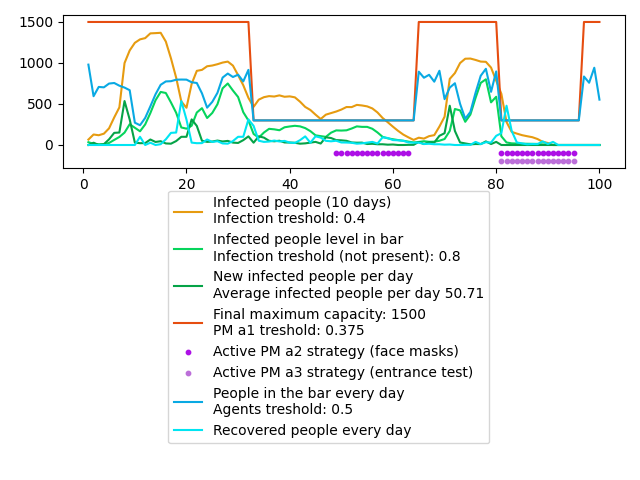 1500
1000
500
0
0 20 40 60 80 100
Infected people (10 days)
Infection treshold: 0.4
Infected people level in bar
Infection treshold (not present): 0.8
New infected people per day
Average infected people per day 50.71
Final maximum capacity: 1500
PM a1 treshold: 0.375
Active PM a2 strategy (face masks)
Active PM a3 strategy (entrance test)
People in the bar every day
Agents treshold: 0.5
Recovered people every day